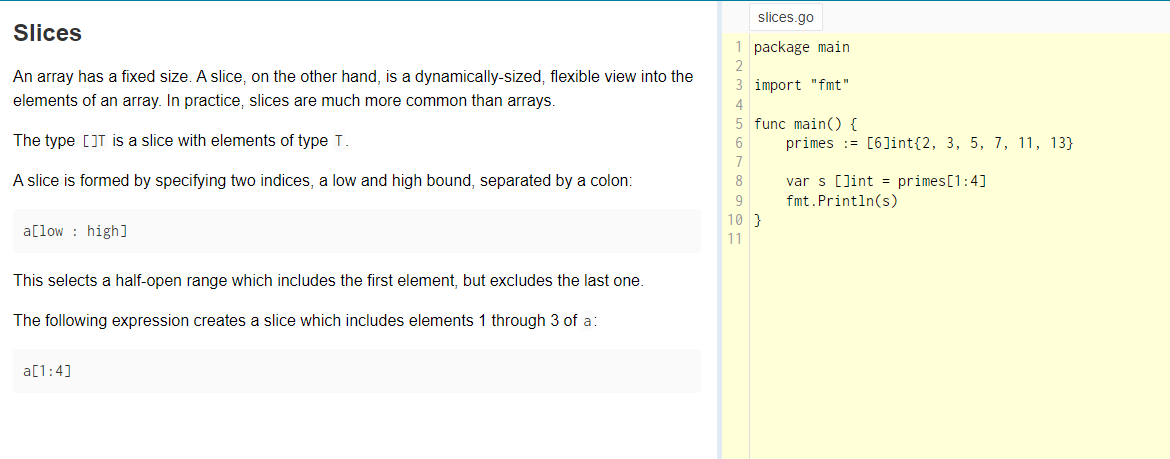 Slices
An array has a fixed size. A slice, on the other hand, is a dynamically-sized, flexible view into the
elements of an array. In practice, slices are much more common than arrays.
The type []T is a slice with elements of type T.
A slice is formed by specifying two indices, a low and high bound, separated by a colon:
a[low : high]
This selects a half-open range which includes the first element, but excludes the last one.
The following expression creates a slice which includes elements 1 through 3 of a:
a[1:4]
slices.go
1 package main
2
3 import "fmt"
4
5 func main() {
6     primes := [6]int{2, 3, 5, 7, 11, 13}
7
8     var s []int = primes[1:4]
9     fmt.Println(s)
10 }
11